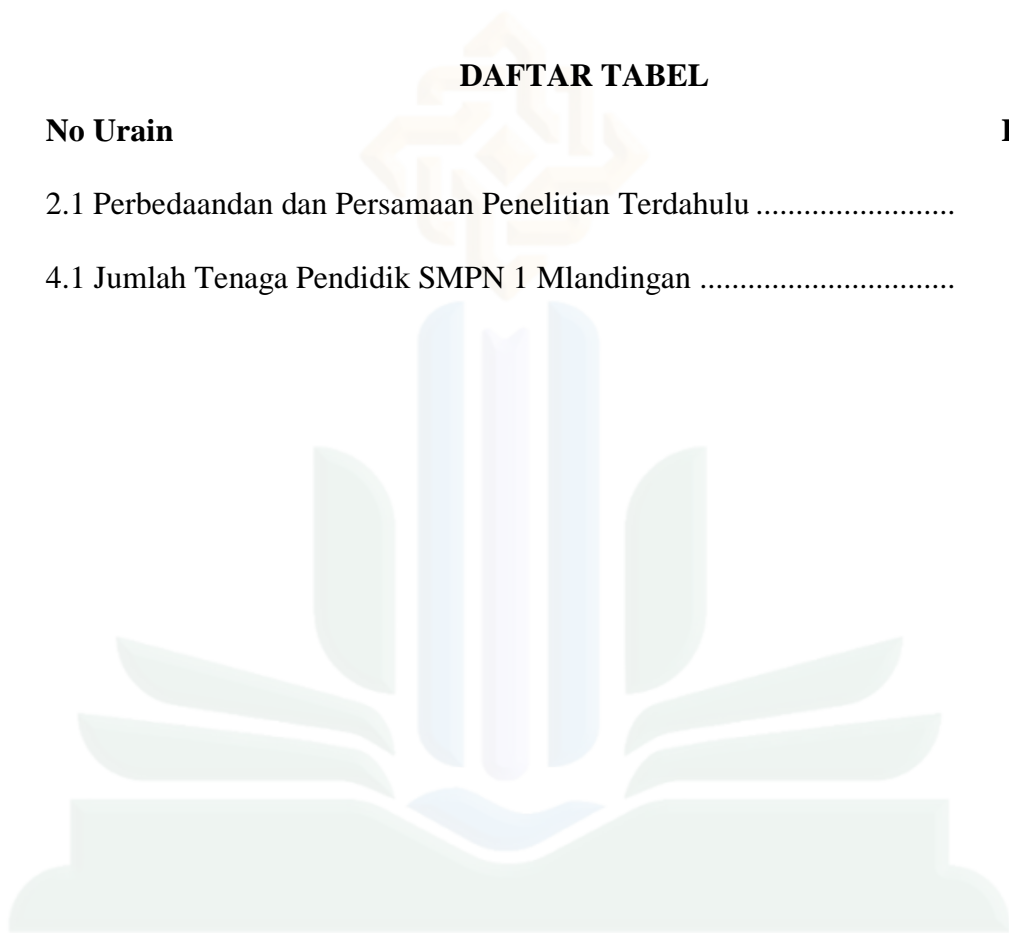 DAFTAR TABEL
No Urain
2.1 Perbedaandan dan Persamaan Penelitian Terdahulu .........................
4.1 Jumlah Tenaga Pendidik SMPN 1 Mlandingan ................................